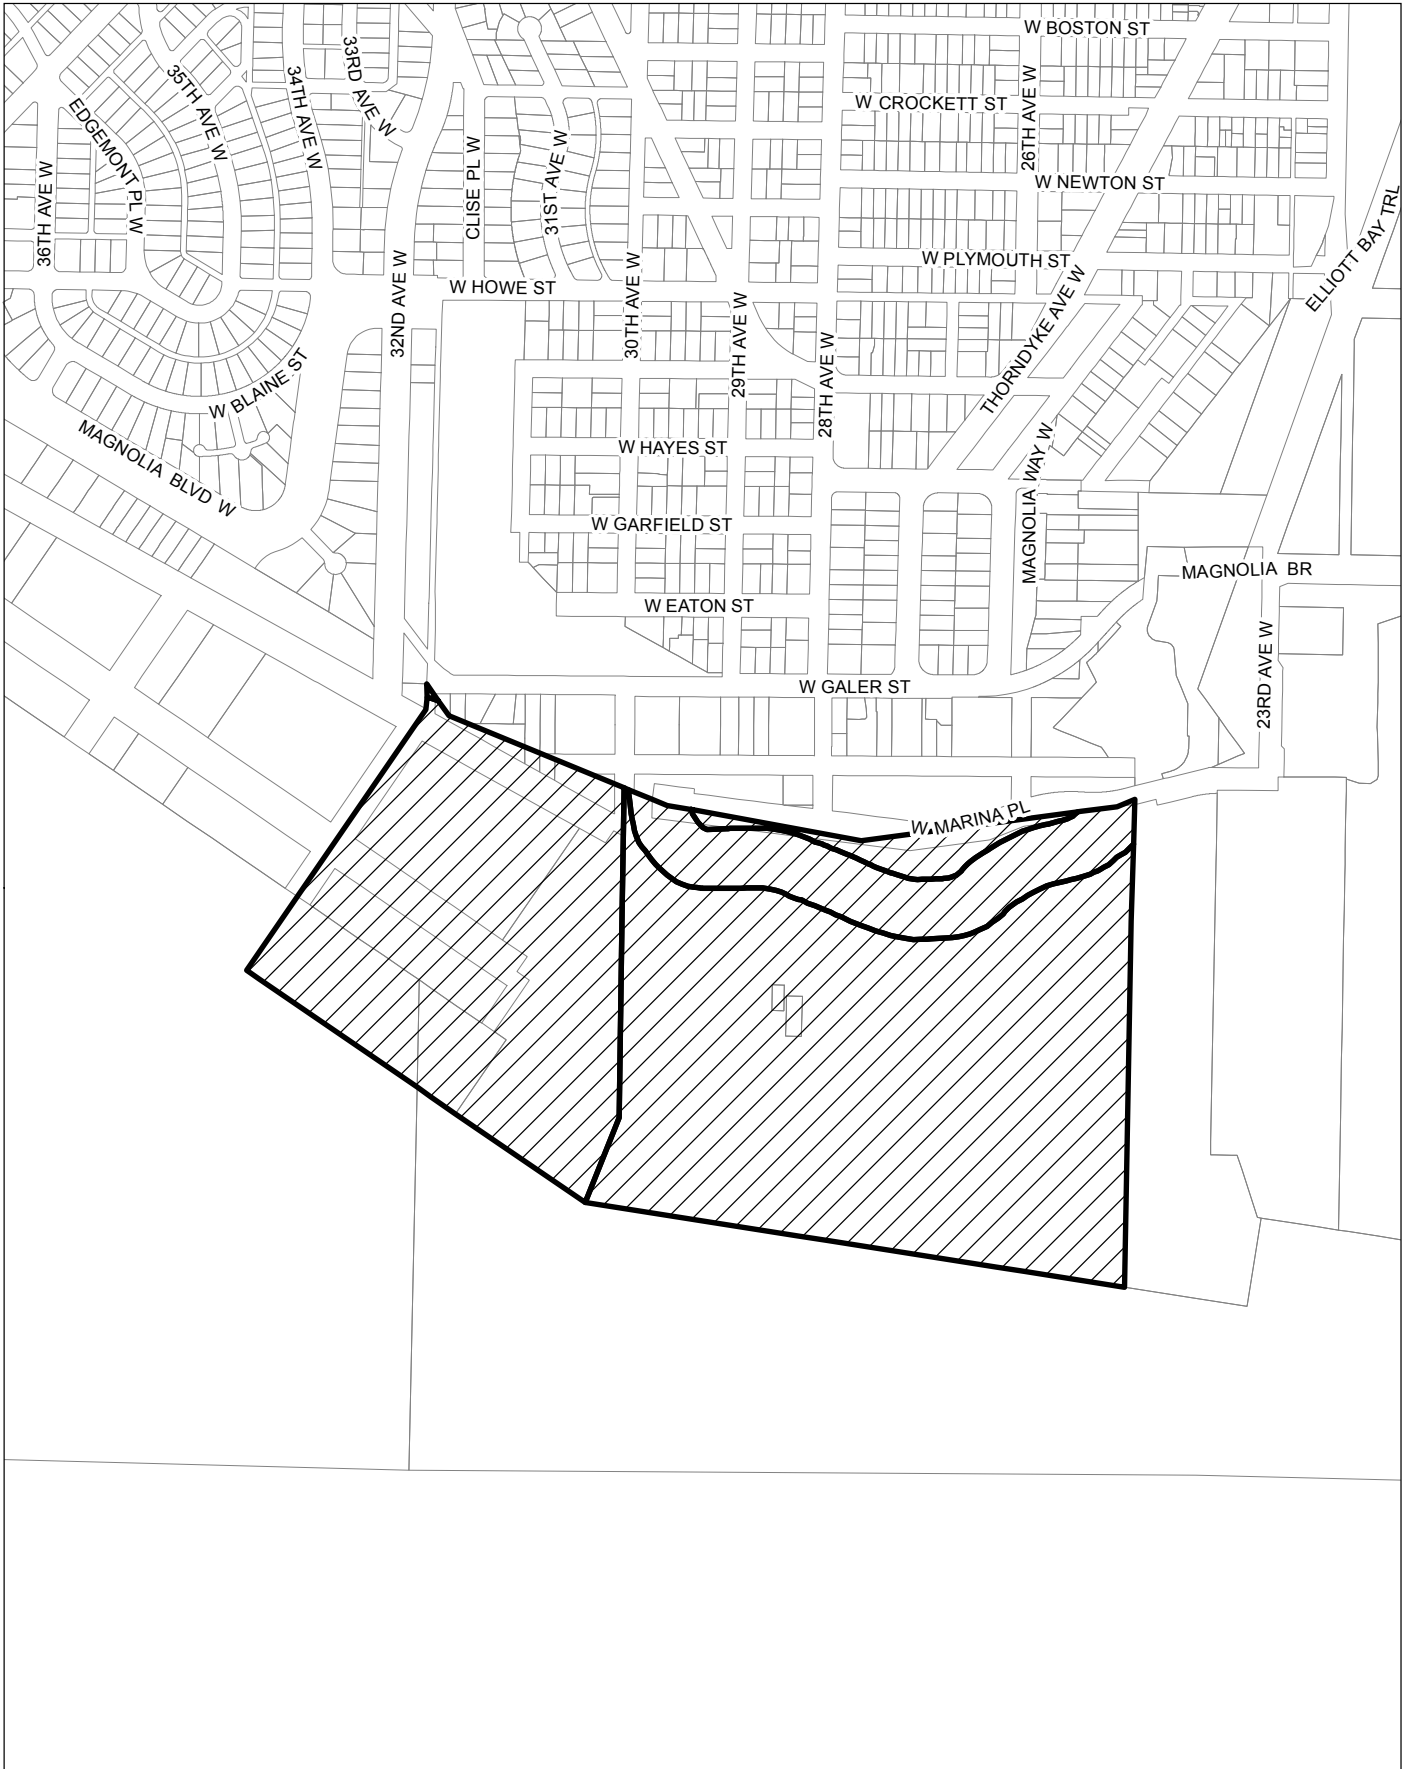 W BOSTON ST
33RD AVE W
35TH AVE W
34TH AVE W
26TH AVE W
W CROCKETT ST
EDGEMONT PL W
36TH AVE W
CLISE PL W
31ST AVE W
W NEWTON ST
ELLIOTT BAY TRL
W PLYMOUTH ST
32ND AVE W
W HOWE ST
30TH AVE W
29TH AVE W
28TH AVE W
THORNDYKE AVE W
W BLAINE ST
MAGNOLIA BLVD W
W HAYES ST
MAGNOLIA WAY W
W GARFIELD ST
MAGNOLIA BR
W EATON ST
23RD AVE W
W GALER ST
W MARINA PL